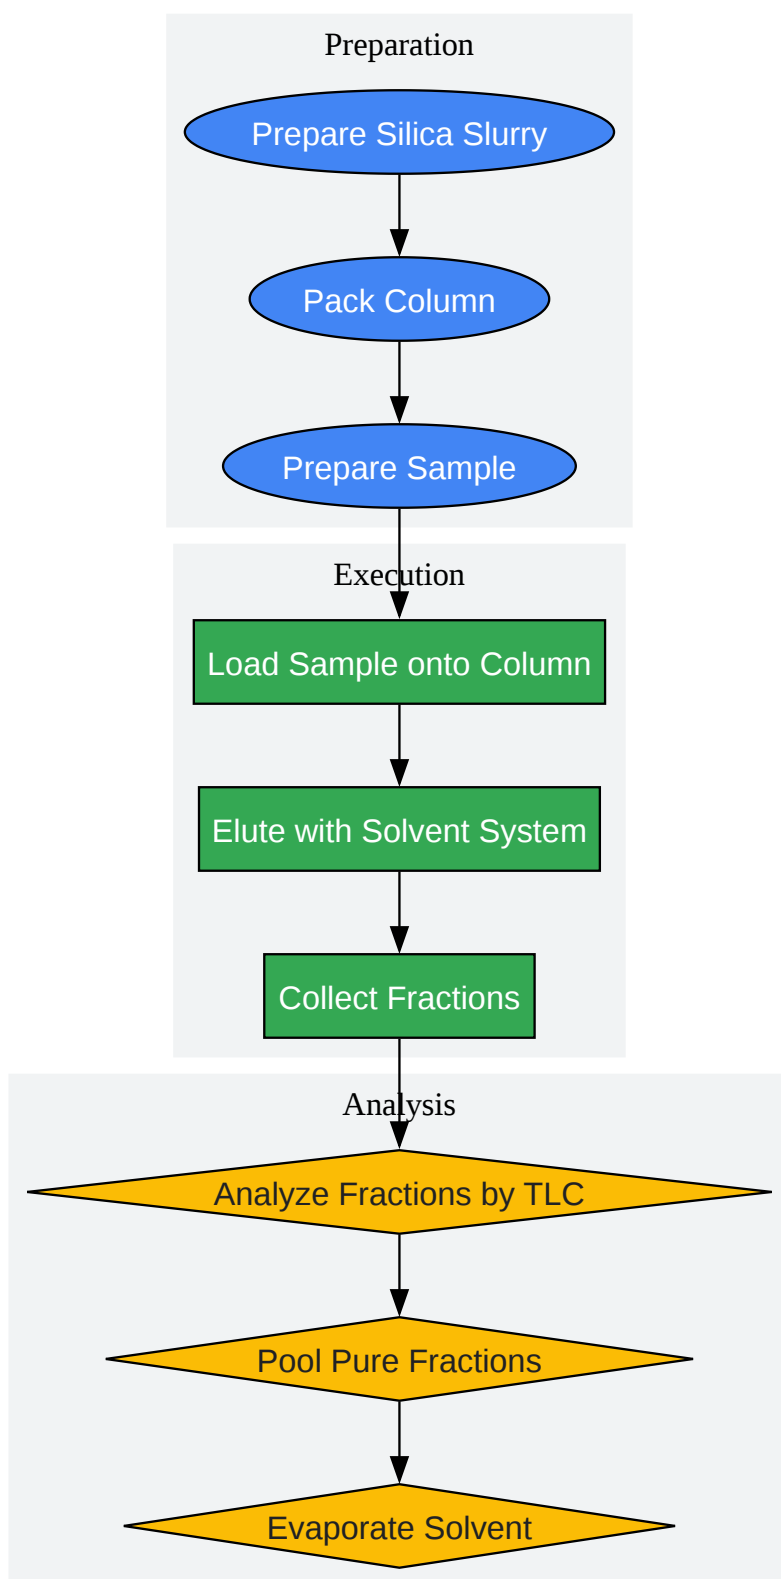 Preparation
Prepare Silica Slurry
Pack Column
Prepare Sample
Execution
Load Sample onto Column
Elute with Solvent System
Collect Fractions
Analysis
Analyze Fractions by TLC
Pool Pure Fractions
Evaporate Solvent